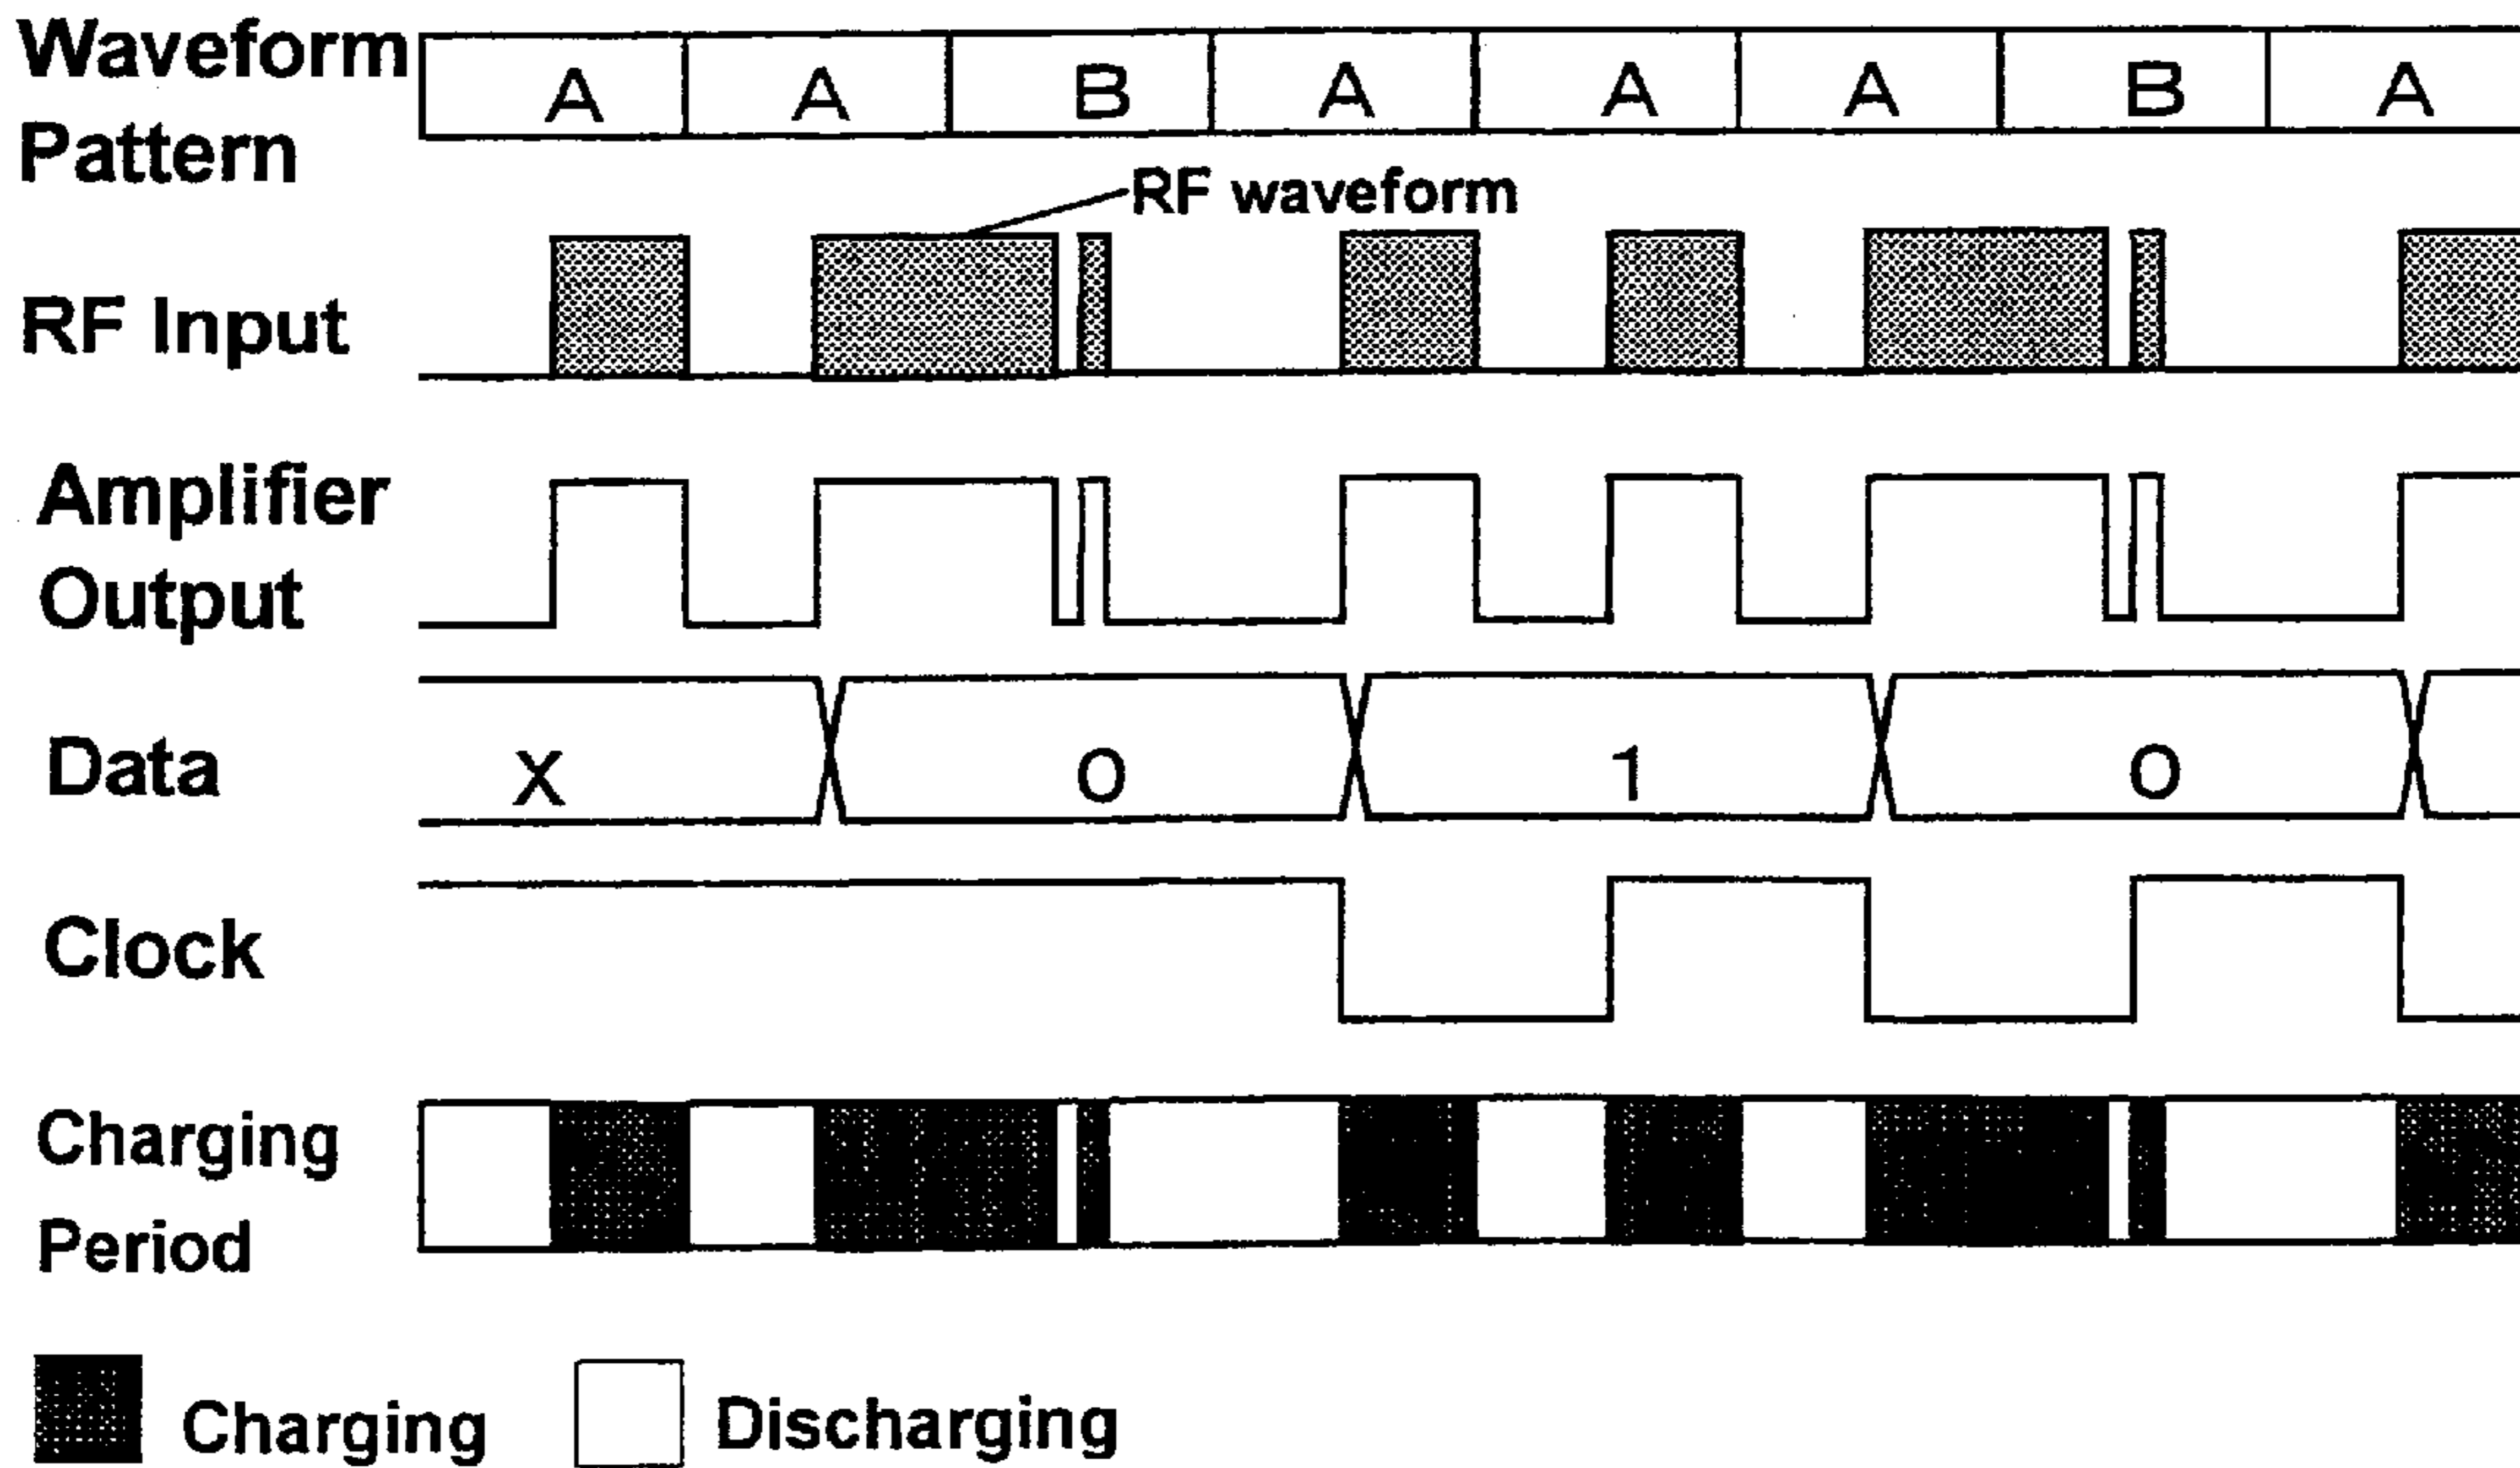 Waveform
Pattern
A A B A A A B A
RF waveform
RF Input
Amplifier
Output
Data
X 0 1 0
Clock
Charging
Period
Charging
Discharging